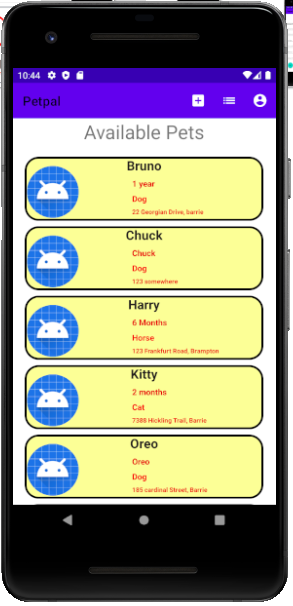 10:44
Petpal
Available Pets
Bruno
1 year
Dog
22 Georgian Drive, barrie
Chuck
Chuck
Dog
123 somewhere
Harry
6 Months
Horse
123 Frankfurt Road, Brampton
Kitty
2 months
Cat
7388 Hickling Trail, Barrie
Oreo
Oreo
Dog
185 cardinal Street, Barrie